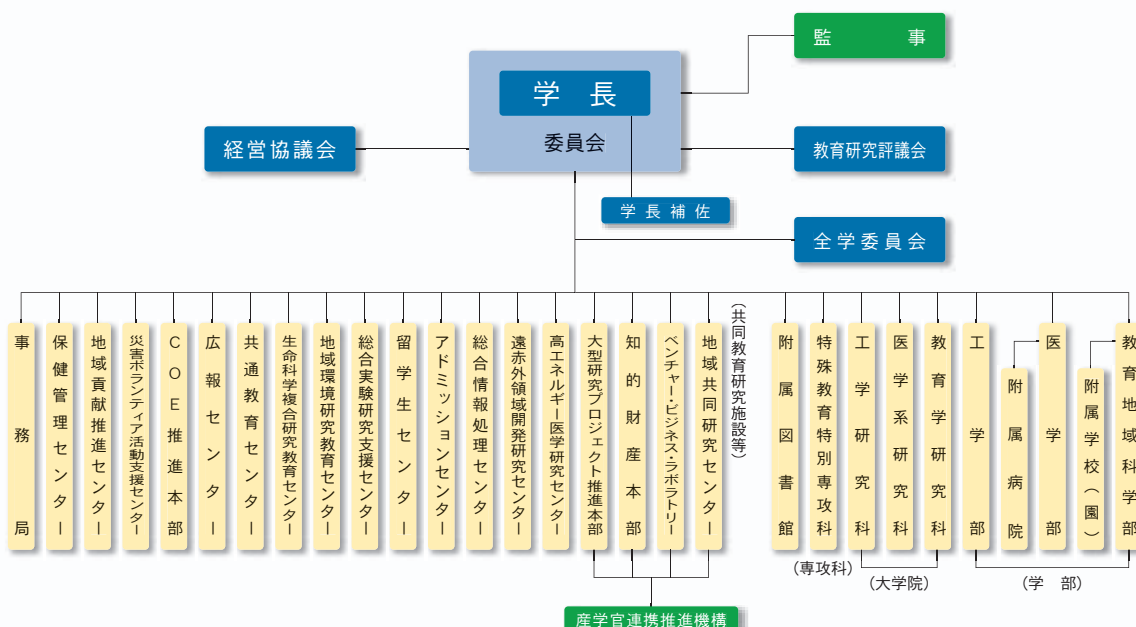 監事
学長
委員会
経営協議会
教育研究評議会
学長補佐
全学委員会
教育地域科学部
附属学校(園)
医学部
附属病院
工学部
(学部)
教育学研究科
医学系研究科
工学研究科
(大学院)
特殊教育特別専攻科
(専攻科)
附属図書館
(共同教育研究施設等)
地域共同研究センター
ベンチャー・ビジネス・ラボラトリー
知的財産本部
大型研究プロジェクト推進本部
高エネルギー医学研究センター
遠赤外領域開発研究センター
総合情報処理センター
アドミッションセンター
留学生センター
総合実験研究支援センター
地域環境研究教育センター
生命科学複合研究教育センター
共通教育センター
広報センター
COE推進本部
災害ボランティア活動支援センター
地域貢献推進センター
保健管理センター
事務局
産学官連携推進機構